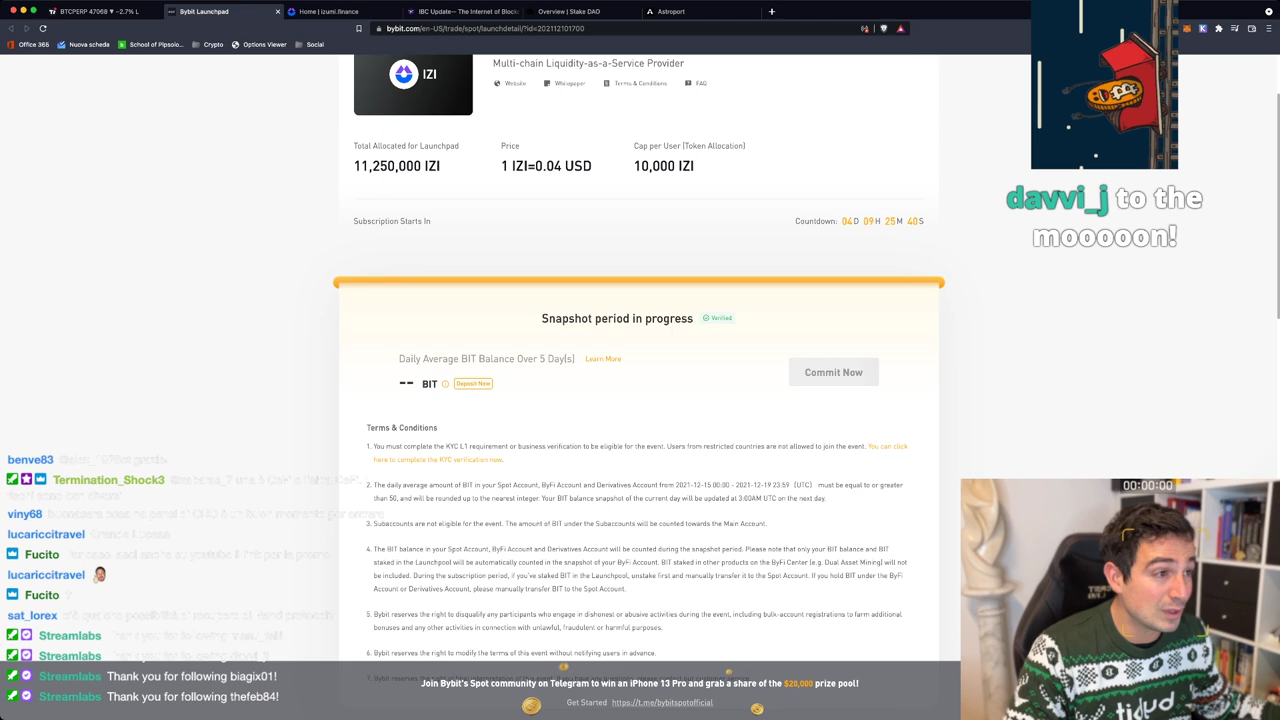 BTCPERP 47068 ▼ −2.7% L
Bybit Launchpad
Home | izumi.finance
IBC Update— The Internet of Block
Overview | Stake DAO
Astroport
bybit.com/en-US/trade/spot/launchdetail/?id=202112101700
Office 365
Nuova scheda
School of Pipsolo...
Crypto
Options Viewer
Social
IZI
Multi-chain Liquidity-as-a-Service Provider
Website
Whitepaper
Terms & Conditions
FAQ
Total Allocated for Launchpad
Price
Cap per User (Token Allocation)
11,250,000 IZI
1 IZI=0.04 USD
10,000 IZI
davvi_j to the
mooooon!
Subscription Starts In
Countdown: 04 D 09 H 25 M 40 S
Snapshot period in progress
Verified
Daily Average BIT Balance Over 5 Day(s)
Learn More
-- BIT
Deposit Now
Commit Now
Terms & Conditions
1. You must complete the KYC L1 requirement or business verification to be eligible for the event. Users from restricted countries are not allowed to join the event. You can click
here to complete the KYC verification now.
2. The daily average amount of BIT in your Spot Account, ByFi Account and Derivatives Account from 2021-12-15 00:00 - 2021-12-19 23:59 （UTC） must be equal to or greater
than 50, and will be rounded up to the nearest integer. Your BIT balance snapshot of the current day will be updated at 3:00AM UTC on the next day.
3. Subaccounts are not eligible for the event. The amount of BIT under the Subaccounts will be counted towards the Main Account.
4. The BIT balance in your Spot Account, ByFi Account and Derivatives Account will be counted during the snapshot period. Please note that only your BIT balance and BIT
staked in the Launchpool will be automatically counted in the snapshot of your ByFi Account. BIT staked in other products on the ByFi Center (e.g. Dual Asset Mining) will not
be included. During the subscription period, if you've staked BIT in the Launchpool, unstake first and manually transfer it to the Spot Account. If you hold BIT under the ByFi
Account or Derivatives Account, please manually transfer BIT to the Spot Account.
5. Bybit reserves the right to disqualify any participants who engage in dishonest or abusive activities during the event, including bulk-account registrations to farm additional
bonuses and any other activities in connection with unlawful, fraudulent or harmful purposes.
6. Bybit reserves the right to modify the terms of this event without notifying users in advance.
7. Bybit reserves the right
Join Bybit's Spot community on Telegram to win an iPhone 13 Pro and grab a share of the $20,000 prize pool!
Get Started https://t.me/bybitspotofficial
benve83
Termination_Shock3
viny68
lucariccitravel
Fucito
lucariccitravel
Fucito
sat_lorex
Streamlabs
Streamlabs
Streamlabs Thank you for following biagix01!
Streamlabs Thank you for following thefeb84!
00:00:00